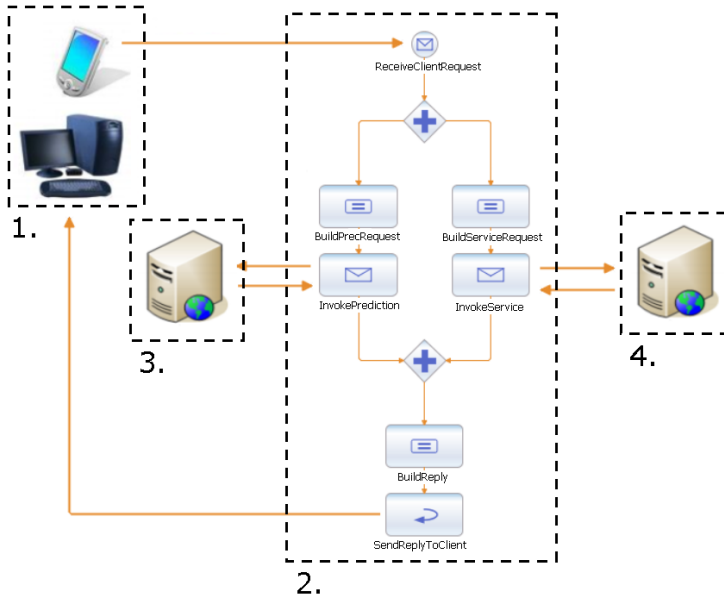 ReceiveClientRequest
1.
BuildPrecRequest
BuildServiceRequest
InvokePrediction
InvokeService
3.
4.
BuildReply
SendReplyToClient
2.